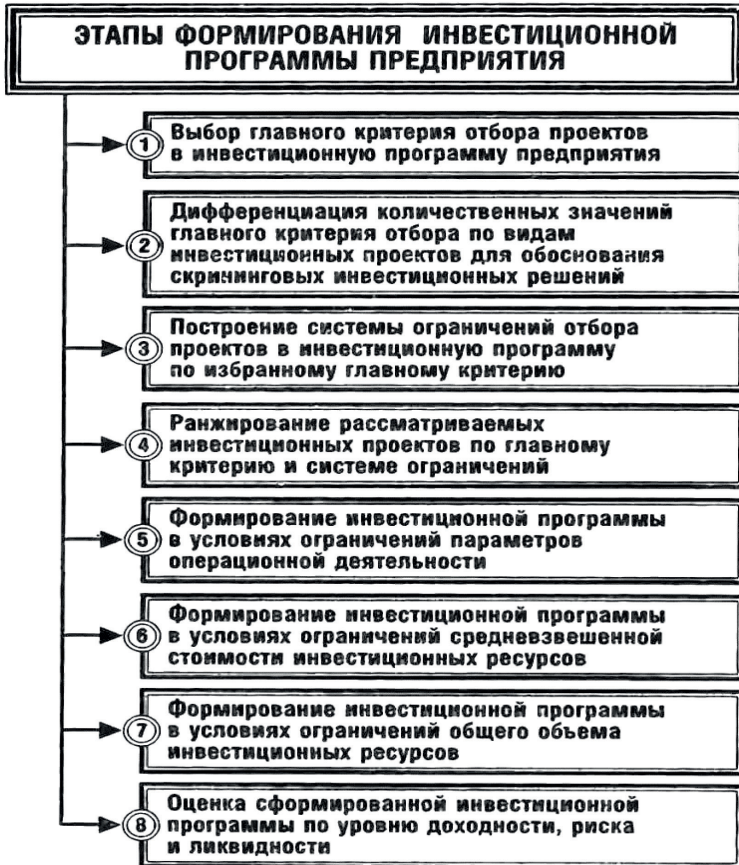 ЭТАПЫ ФОРМИРОВАНИЯ ИНВЕСТИЦИОННОЙ
ПРОГРАММЫ ПРЕДПРИЯТИЯ
1
Выбор главного критерия отбора проектов
в инвестиционную программу предприятия
2
Дифференциация количественных значений
главного критерия отбора по видам
инвестиционных проектов для обоснования
скринин­говых инвестиционных решений
3
Построение системы ограничений отбора
проектов в инвестиционную программу
по избранному главному критерию
4
Ранжирование рассматриваемых
инвестиционных проектов по главному
критерию и системе ограничений
5
Формирование инвестиционной программы
в условиях ограничений параметров
операционной деятельности
6
Формирование инвестиционной программы
в условиях ограничений средневзвешенной
стоимости инвестиционных ресурсов
7
Формирование инвестиционной программы
в условиях ограничений общего объема
инвестиционных ресурсов
8
Оценка сформированной инвестиционной
программы по уровню доходности, риска
и ликвидности